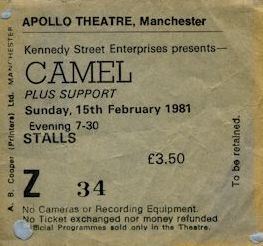 APOLLO THEATRE, Manchester
Kennedy Street Enterprises presents—
CAMEL
PLUS SUPPORT
Sunday, 15th February 1981
Evening 7-30
STALLS
£3.50
Z 34
No Cameras or Recording Equipment.
No Ticket exchanged nor money refunded
Official Programmes sold only in the Theatre.
A. B. Cooper (Printers) Ltd. MANCHESTER
To be retained.